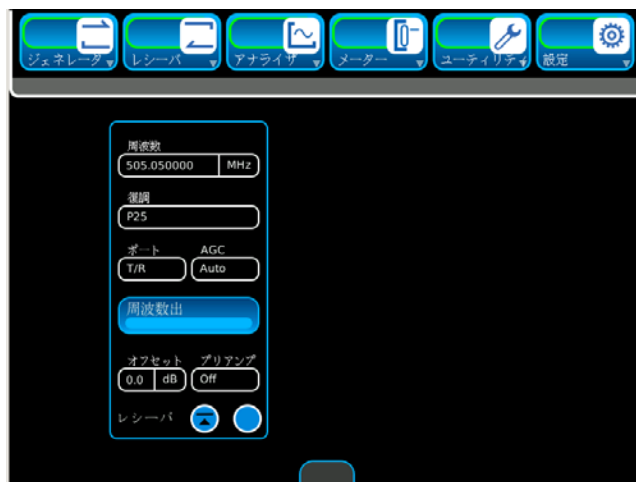 ジェネレータ レシーバ アナライザ メーター ユーティリティ 設定
周波数
505.050000 MHz
復調
P25
ポート AGC
T/R Auto
周波数出
オフセット プリアンプ
0.0 dB Off
レシーバ